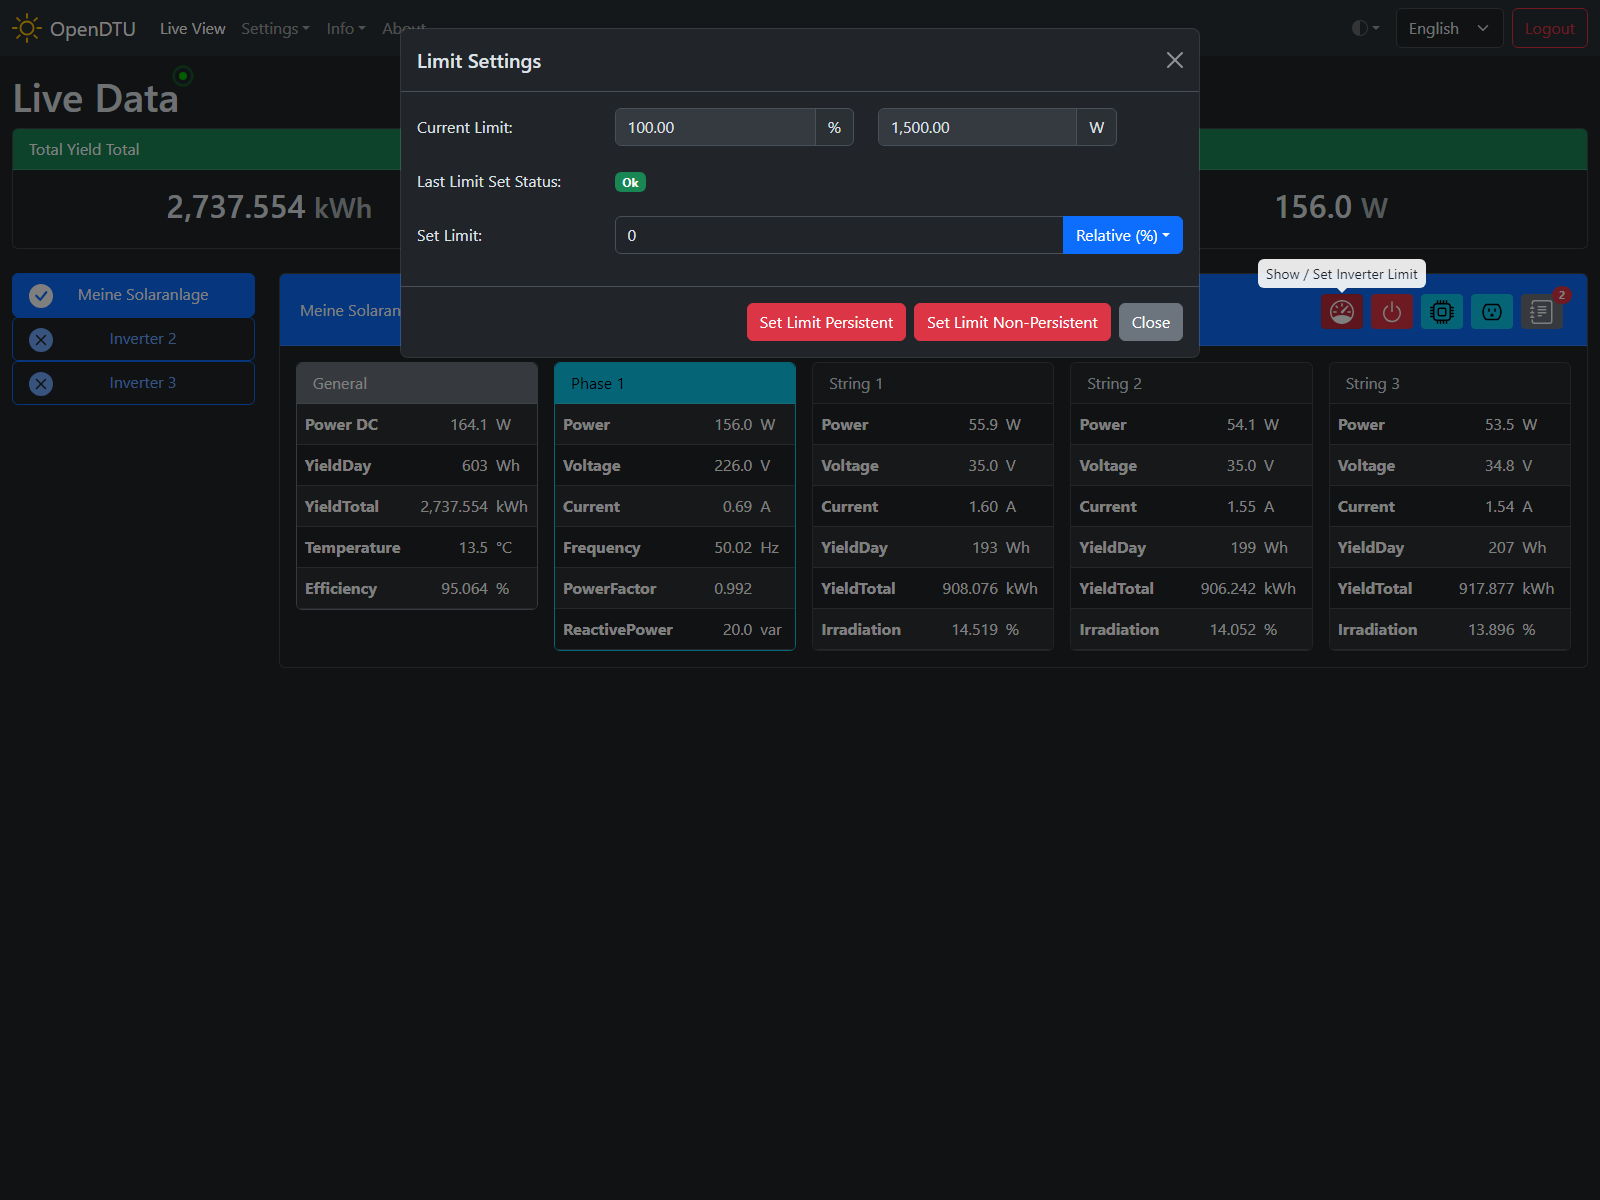 OpenDTU
Live View
Settings
Info
About
English
Logout
Limit Settings
Current Limit:
100.00 %
1,500.00 W
Last Limit Set Status:
Ok
Set Limit:
0
Relative (%)
Set Limit Persistent
Set Limit Non-Persistent
Close
Live Data
Total Yield Total
2,737.554 kWh
156.0 W
Show / Set Inverter Limit
Meine Solaranlage
Inverter 2
Inverter 3
Meine Solaran
2
General
Power DC 164.1 W
YieldDay 603 Wh
YieldTotal 2,737.554 kWh
Temperature 13.5 °C
Efficiency 95.064 %
Phase 1
Power 156.0 W
Voltage 226.0 V
Current 0.69 A
Frequency 50.02 Hz
PowerFactor 0.992
ReactivePower 20.0 var
String 1
Power 55.9 W
Voltage 35.0 V
Current 1.60 A
YieldDay 193 Wh
YieldTotal 908.076 kWh
Irradiation 14.519 %
String 2
Power 54.1 W
Voltage 35.0 V
Current 1.55 A
YieldDay 199 Wh
YieldTotal 906.242 kWh
Irradiation 14.052 %
String 3
Power 53.5 W
Voltage 34.8 V
Current 1.54 A
YieldDay 207 Wh
YieldTotal 917.877 kWh
Irradiation 13.896 %